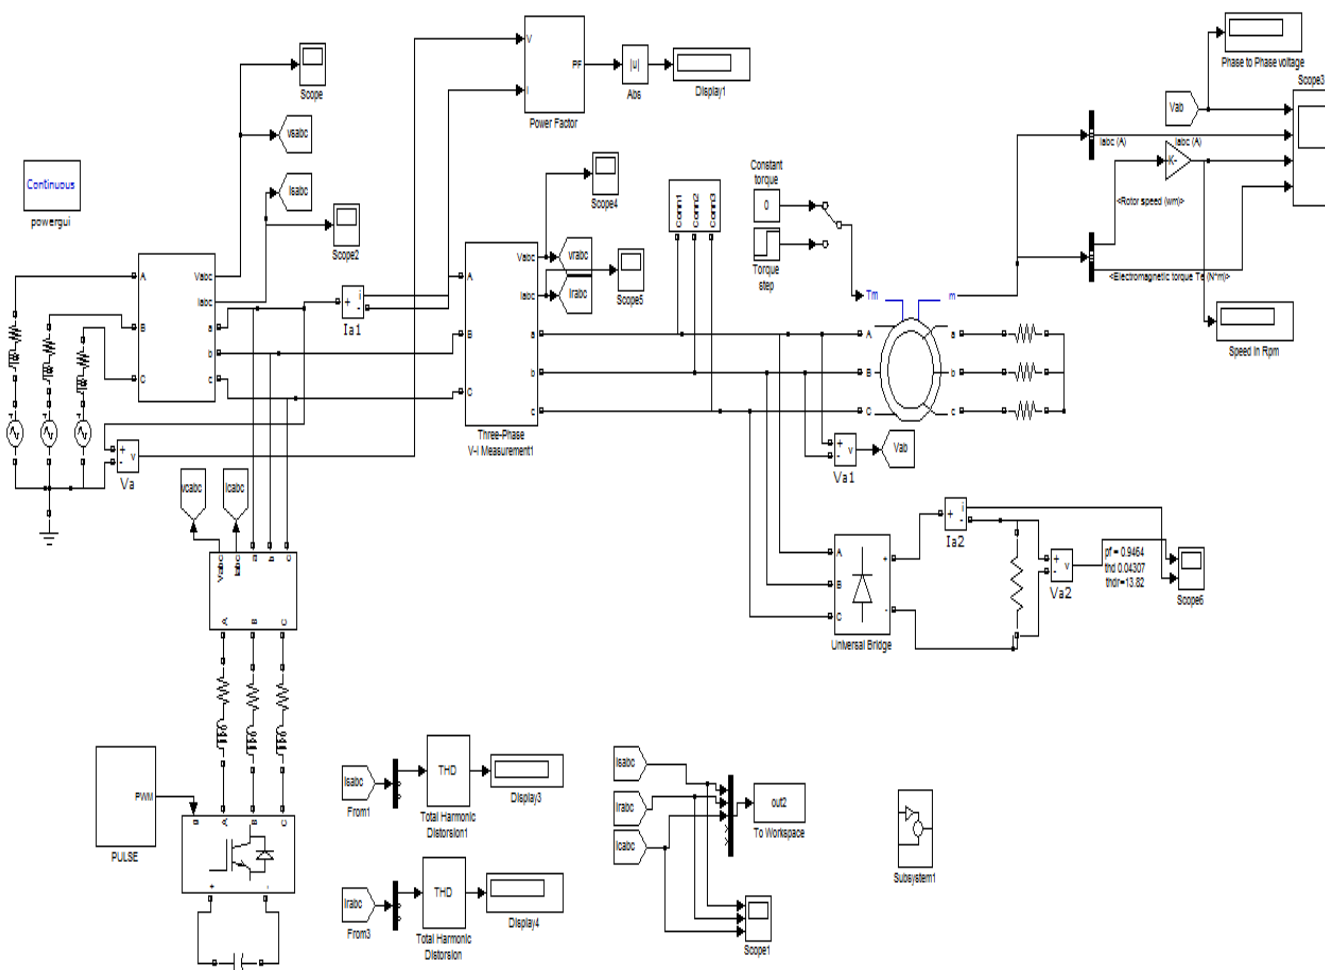 Scope
vsabc
Isabc
Scope2
Continuous
powergui
A
B
C
Vabc
Iabc
a
b
c
+
-
i
Ia1
+
-
v
Va
V
I
PF
Power Factor
|u|
Abs
Display1
A
B
C
Vabc
Iabc
a
b
c
Three-Phase
V-I Measurement1
Scope4
vrabc
Irabc
Scope5
Conn1
Conn2
Conn3
Constant
torque
0
Torque
step
Tm
m
A
B
C
a
b
c
Phase to Phase voltage
Scope3
Vab
Iabc (A)
Iabc (A)
K-
<Rotor speed (wm)>
<Electromagnetic torque Te (N*m)>
Speed in Rpm
+
-
v
Va1
Vab
A
B
C
+
-
Universal Bridge
+
i
-
Ia2
+
-
v
Va2
pf = 0.9464
thd 0.04307
thdr=13.82
Scope6
vcabc
Icabc
Vabc
Iabc
a
b
c
A
B
C
PWM
PULSE
g
A
B
C
+
-
Isabc
From1
THD
Total Harmonic
Distorsion1
Display3
Irabc
From3
THD
Total Harmonic
Distorsion
Display4
Isabc
Irabc
Icabc
out2
To Workspace
Scope1
Subsystem1